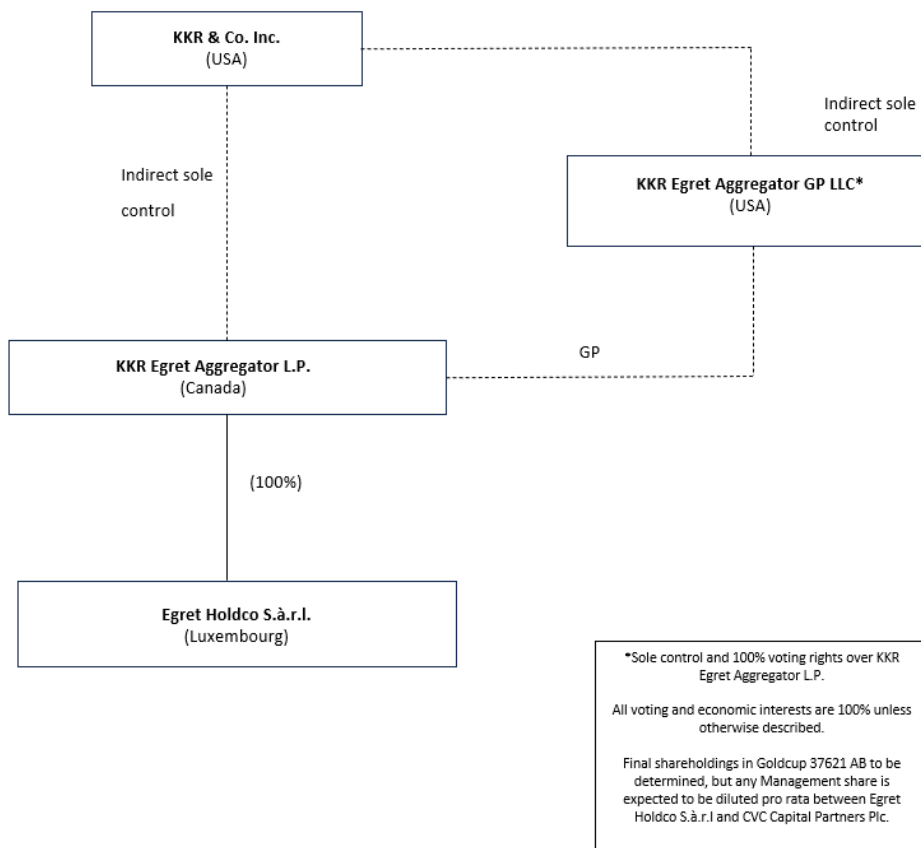 KKR & Co. Inc.
(USA)
Indirect sole
control
KKR Egret Aggregator GP LLC*
(USA)
Indirect sole
control
KKR Egret Aggregator L.P.
(Canada)
GP
(100%)
Egret Holdco S.à.r.l.
(Luxembourg)
*Sole control and 100% voting rights over KKR
Egret Aggregator L.P.
All voting and economic interests are 100% unless
otherwise described.
Final shareholdings in Goldcup 37621 AB to be
determined, but any Management share is
expected to be diluted pro rata between Egret
Holdco S.à.r.l and CVC Capital Partners Plc.